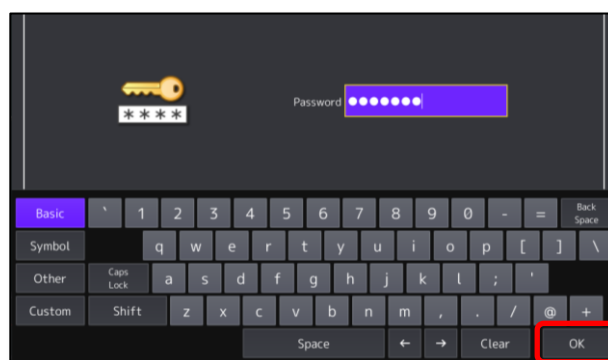 ****
Password ●●●●●●●
Basic ` 1 2 3 4 5 6 7 8 9 0 - = Back Space
Symbol q w e r t y u i o p [ ] \
Other Caps Lock a s d f g h j k l ; '
Custom Shift z x c v b n m , . / @ +
Space ← → Clear OK